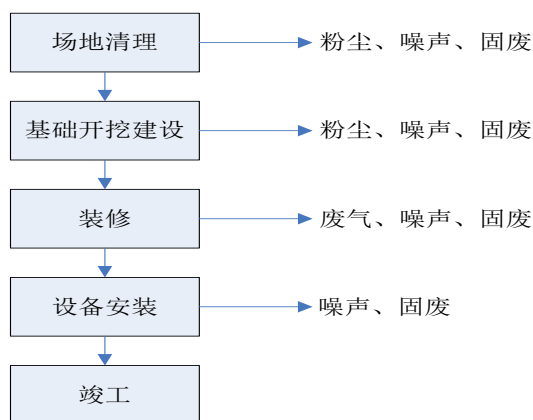 场地清理 粉尘、噪声、固废
基础开挖建设 粉尘、噪声、固废
装修 废气、噪声、固废
设备安装 噪声、固废
竣工